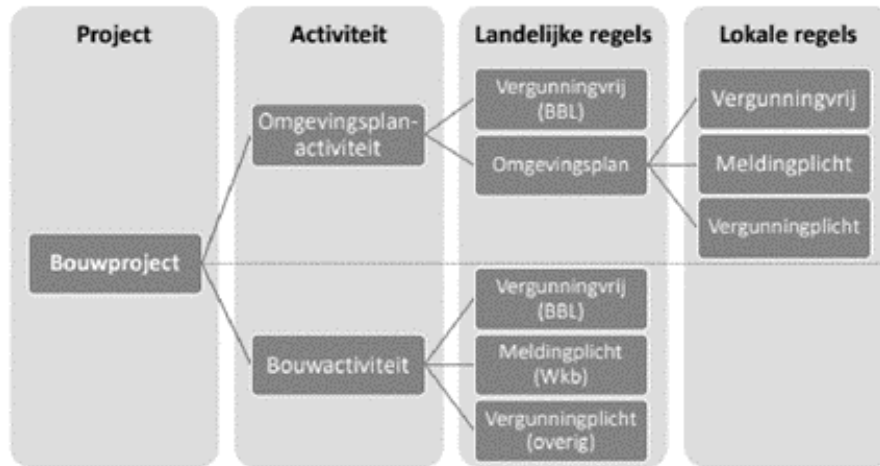 Project
Activiteit
Landelijke regels
Lokale regels
Bouwproject
Omgevingsplan-
activiteit
Bouwactiviteit
Vergunningvrij
(BBL)
Omgevingsplan
Vergunningvrij
(BBL)
Meldingplicht
(Wkb)
Vergunningplicht
(overig)
Vergunningvrij
Meldingplicht
Vergunningplicht